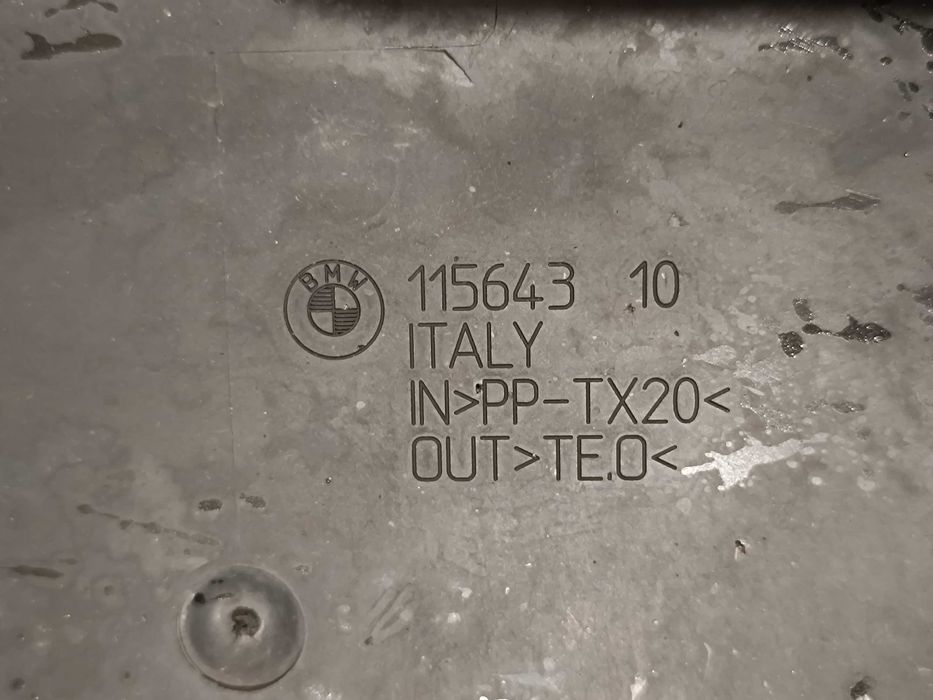 BMW 115643 10
ITALY
IN>PP-TX20<
OUT>TE.O<